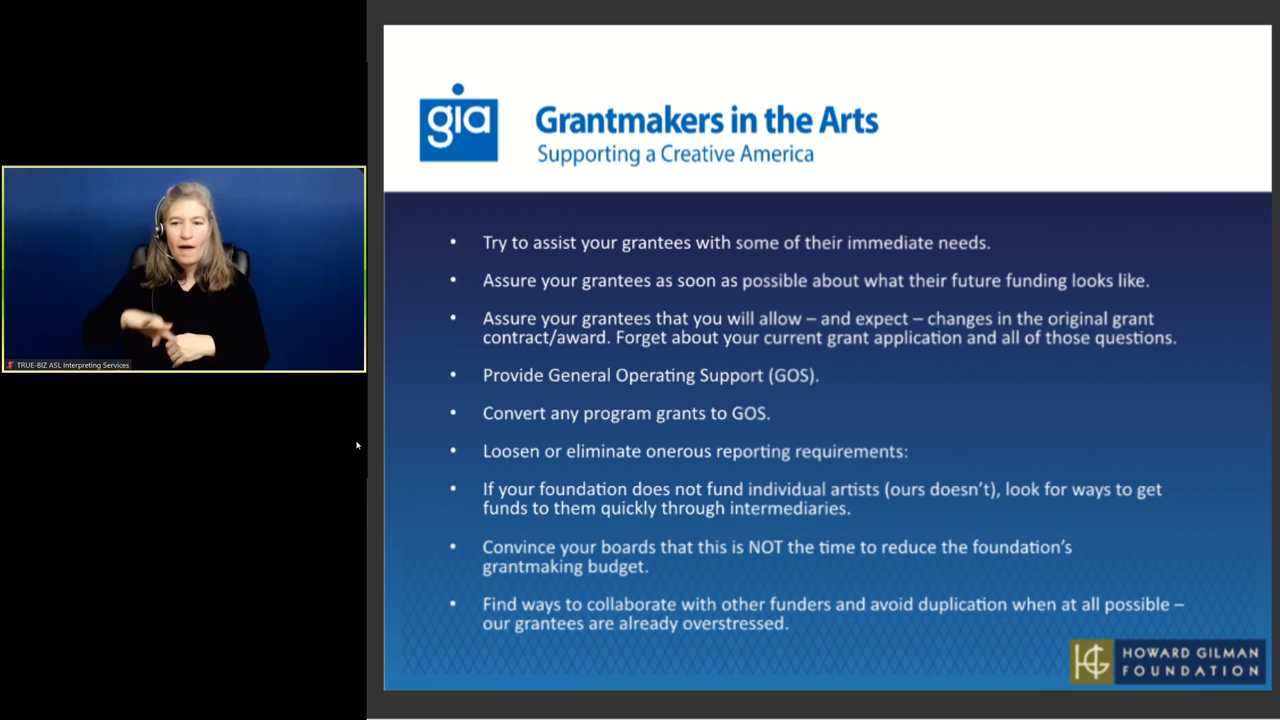 gia
Grantmakers in the Arts
Supporting a Creative America
• Try to assist your grantees with some of their immediate needs.
• Assure your grantees as soon as possible about what their future funding looks like.
• Assure your grantees that you will allow – and expect – changes in the original grant
contract/award. Forget about your current grant application and all of those questions.
• Provide General Operating Support (GOS).
• Convert any program grants to GOS.
• Loosen or eliminate onerous reporting requirements:
• If your foundation does not fund individual artists (ours doesn’t), look for ways to get
funds to them quickly through intermediaries.
• Convince your boards that this is NOT the time to reduce the foundation’s
grantmaking budget.
• Find ways to collaborate with other funders and avoid duplication when at all possible –
our grantees are already overstressed.
HG
HOWARD GILMAN
FOUNDATION
TRUE-BIZ ASL Interpreting Services